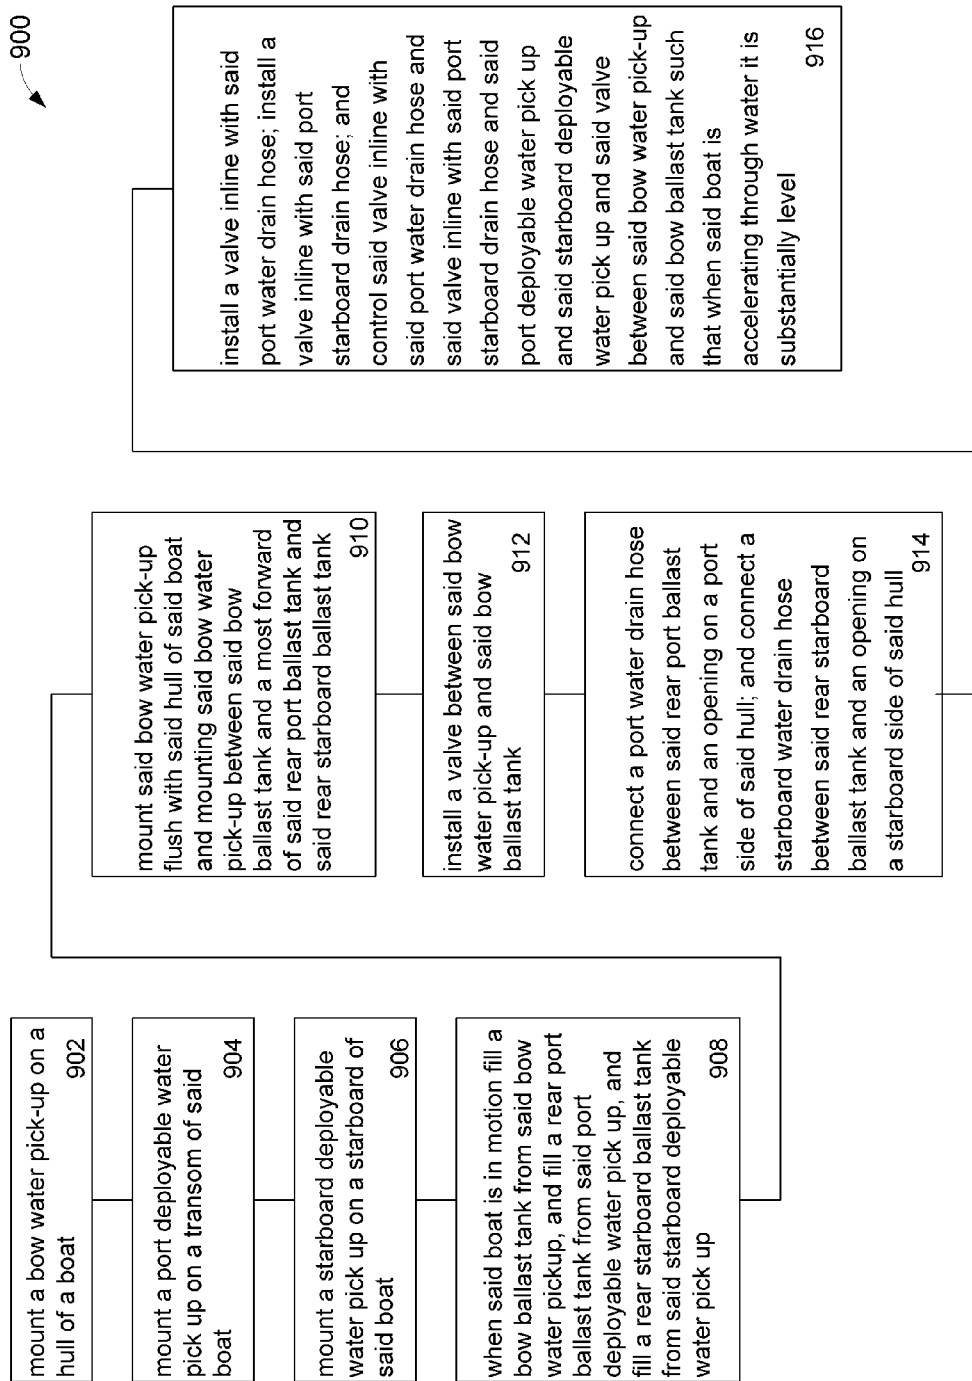 900
mount a bow water pick-up on a
hull of a boat
902
mount a port deployable water
pick up on a transom of said
boat
904
mount a starboard deployable
water pick up on a starboard of
said boat
906
when said boat is in motion fill a
bow ballast tank from said bow
water pickup, and fill a rear port
ballast tank from said port
deployable water pick up, and
fill a rear starboard ballast tank
from said starboard deployable
water pick up
908
mount said bow water pick-up
flush with said hull of said boat
and mounting said bow water
pick-up between said bow
ballast tank and a most forward
of said rear port ballast tank and
said rear starboard ballast tank
910
install a valve between said bow
water pick-up and said bow
ballast tank
912
connect a port water drain hose
between said rear port ballast
tank and an opening on a port
side of said hull; and connect a
starboard water drain hose
between said rear starboard
ballast tank and an opening on
a starboard side of said hull
914
install a valve inline with said
port water drain hose; install a
valve inline with said port
starboard drain hose; and
control said valve inline with
said port water drain hose and
said valve inline with said port
starboard drain hose and said
port deployable water pick up
and said starboard deployable
water pick up and said valve
between said bow water pick-up
and said bow ballast tank such
that when said boat is
accelerating through water it is
substantially level
916